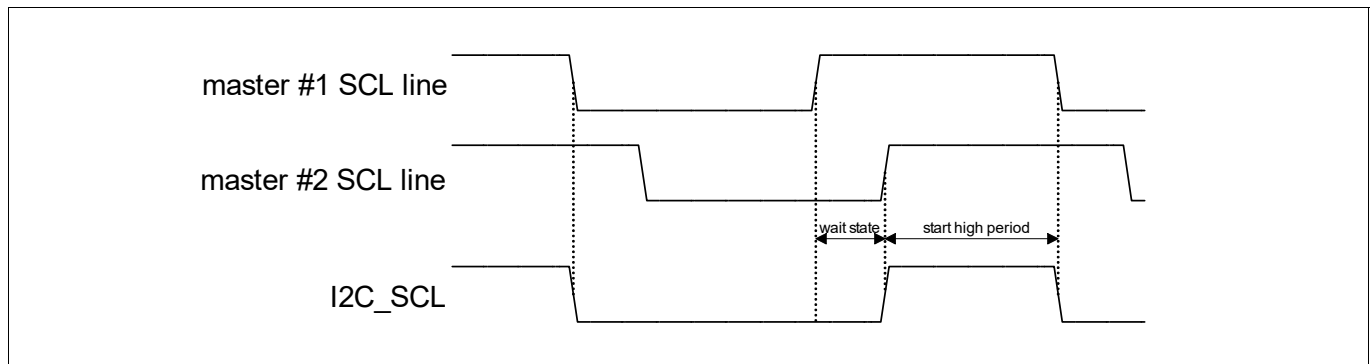 master #1 SCL line
master #2 SCL line
wait state
start high period
I2C_SCL